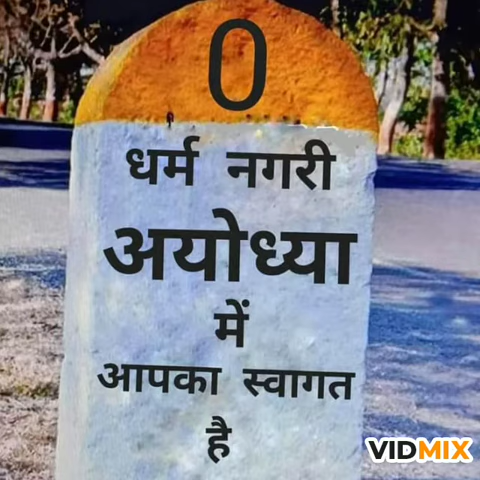 0
धर्म नगरी
अयोध्या
में
आपका स्वागत
है
VIDMIX